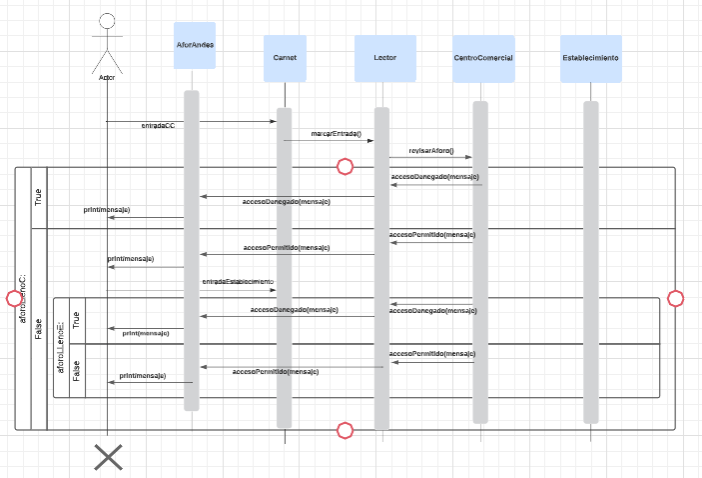 AforAndes
Carnet
Lector
CentroComercial
Establecimiento
Actor
entradaCC
marcarEntrada()
revisarAforo()
accesoDenegado(mensaje)
True
accesoDenegado(mensaje)
print(mensaje)
accesoPermitido(mensaje)
accesoPermitido(mensaje)
print(mensaje)
entradaEstablecimiento
False
accesoDenegado(mensaje)
accesoDenegado(mensaje)
True
print(mensaje)
aforoLLenoE:
accesoPermitido(mensaje)
False
accesoPermitido(mensaje)
print(mensaje)